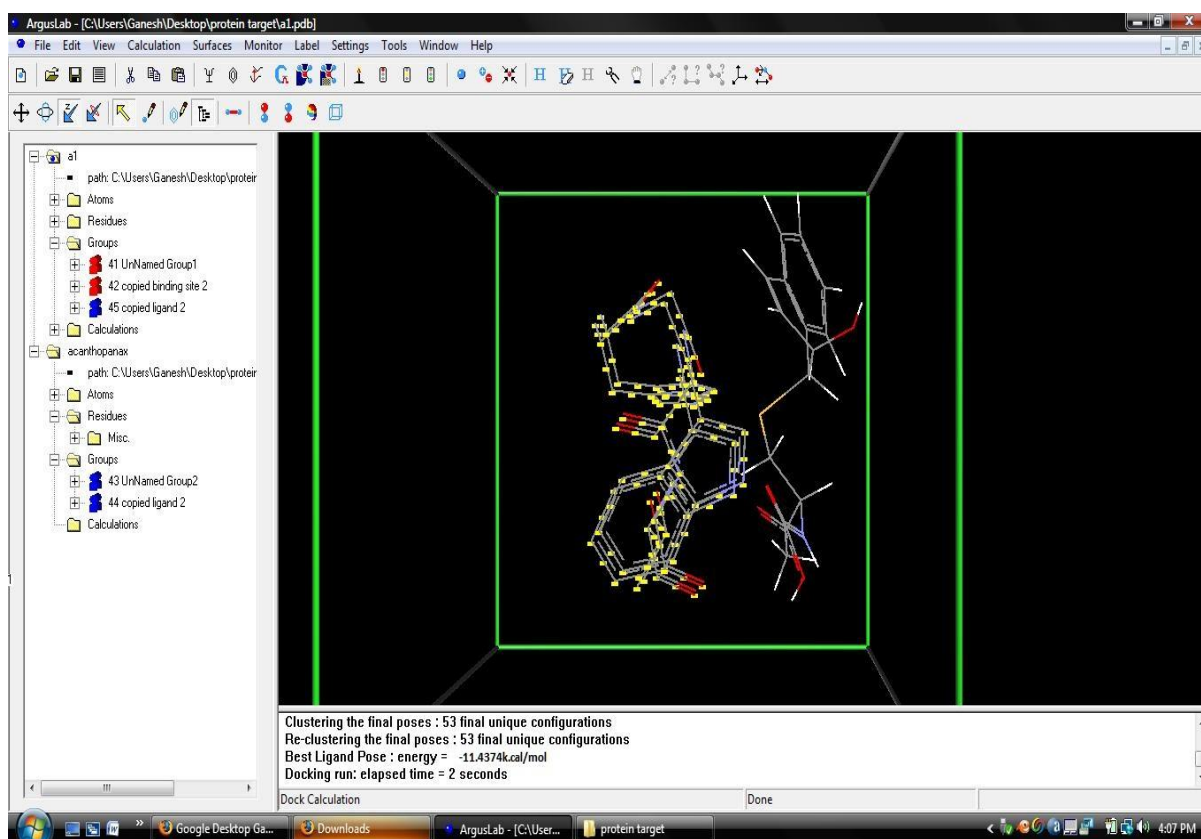 ArgusLab - [C:\Users\Ganesh\Desktop\protein target\a1.pdb]
File Edit View Calculation Surfaces Monitor Label Settings Tools Window Help
a1
path: C:\Users\Ganesh\Desktop\protein
Atoms
Residues
Groups
41 UnNamed Group1
42 copied binding site 2
45 copied ligand 2
Calculations
acanthopanax
path: C:\Users\Ganesh\Desktop\protein
Atoms
Residues
Misc.
Groups
43 UnNamed Group2
44 copied ligand 2
Calculations
Clustering the final poses : 53 final unique configurations
Re-clustering the final poses : 53 final unique configurations
Best Ligand Pose : energy = -11.4374k.cal/mol
Docking run: elapsed time = 2 seconds
Dock Calculation Done
Google Desktop Ga... Downloads ArgusLab - [C:\User... protein target 4:07 PM